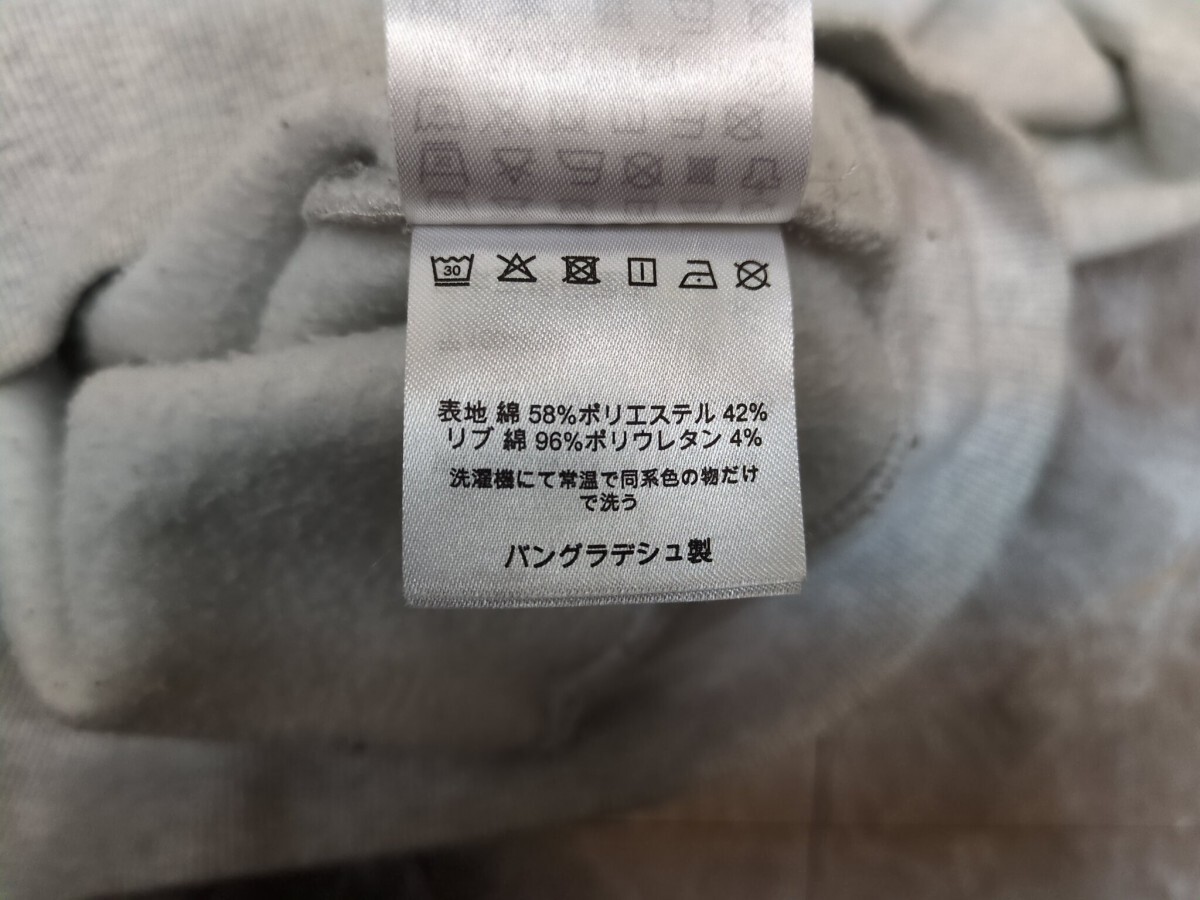 30
表地 綿 58%ポリエステル 42%
リブ 綿 96%ポリウレタン 4%
洗濯機にて常温で同系色の物だけ
で洗う
バングラデシュ製